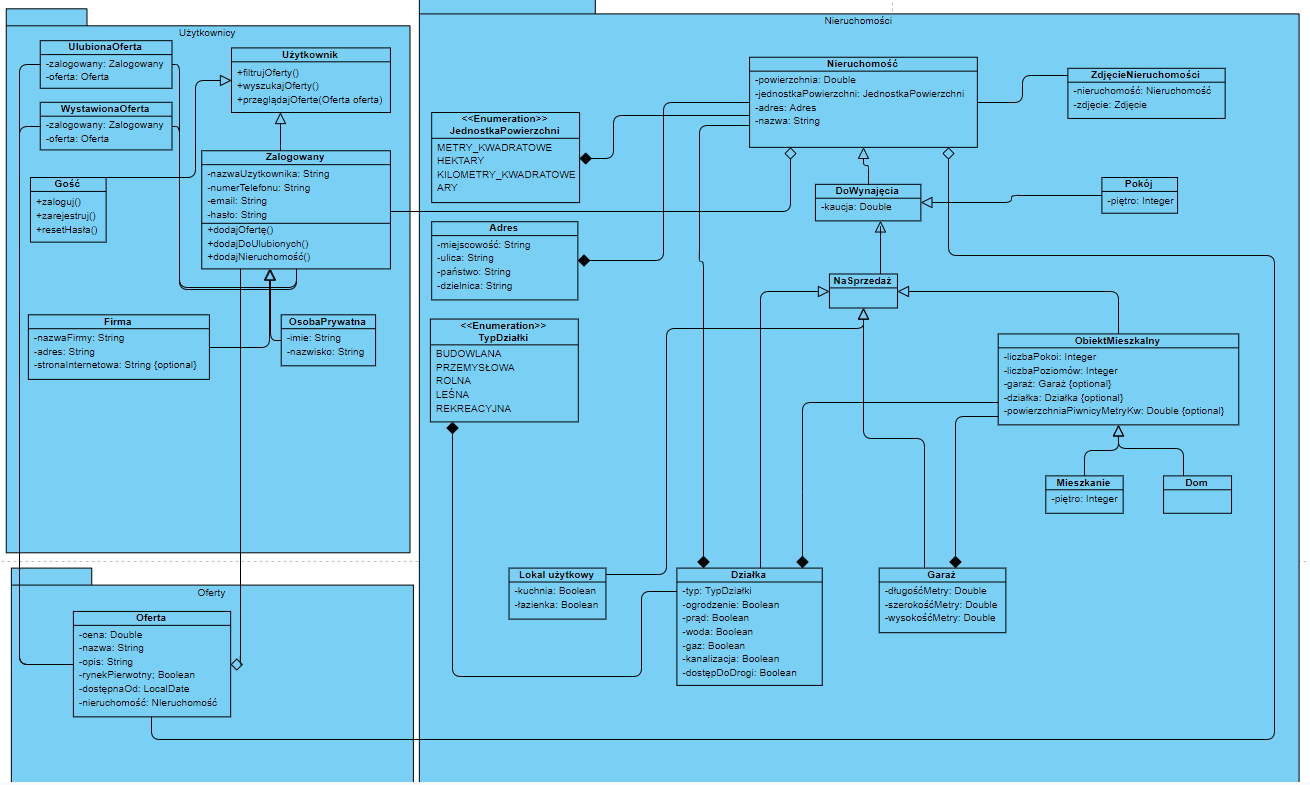 Użytkownicy
UlubionaOferta
-zalogowany: Zalogowany
-oferta: Oferta
WystawionaOferta
-zalogowany: Zalogowany
-oferta: Oferta
Użytkownik
+filtrujOferty()
+wyszukajOferty()
+przeglądajOferte(Oferta oferta)
Gość
+zaloguj()
+zarejestruj()
+resetHasła()
Zalogowany
-nazwaUzytkownika: String
-numerTelefonu: String
-email: String
-hasło: String
+dodajOfertę()
+dodajDoUlubionych()
+dodajNieruchomość()
Firma
-nazwaFirmy: String
-adres: String
-stronaInternetowa: String {optional}
OsobaPrywatna
-imie: String
-nazwisko: String
Oferty
Oferta
-cena: Double
-nazwa: String
-opis: String
-rynekPierwotny; Boolean
-dostępnaOd: LocalDate
-nieruchomość: NIeruchomość
Nieruchomości
Nieruchomość
-powierzchnia: Double
-jednostkaPowierzchni: JednostkaPowierzchni
-adres: Adres
-nazwa: String
ZdjęcieNieruchomości
-nieruchomość: Nieruchomość
-zdjęcie: Zdjęcie
<<Enumeration>>
JednostkaPowierzchni
METRY_KWADRATOWE
HEKTARY
KILOMETRY_KWADRATOWE
ARY
DoWynajęcia
-kaucja: Double
Pokój
-piętro: Integer
Adres
-miejscowość: String
-ulica: String
-państwo: String
-dzielnica: String
NaSprzedaż
<<Enumeration>>
TypDziałki
BUDOWLANA
PRZEMYSŁOWA
ROLNA
LEŚNA
REKREACYJNA
ObiektMieszkalny
-liczbaPokoi: Integer
-liczbaPoziomów: Integer
-garaż: Garaż {optional}
-działka: Działka {optional}
-powierzchniaPiwnicyMetryKw: Double {optional}
Mieszkanie
-piętro: Integer
Dom
Lokal użytkowy
-kuchnia: Boolean
-łazienka: Boolean
Działka
-typ: TypDziałki
-ogrodzenie: Boolean
-prąd: Boolean
-woda: Boolean
-gaz: Boolean
-kanalizacja: Boolean
-dostępDoDrogi: Boolean
Garaż
-długośćMetry: Double
-szerokośćMetry: Double
-wysokośćMetry: Double